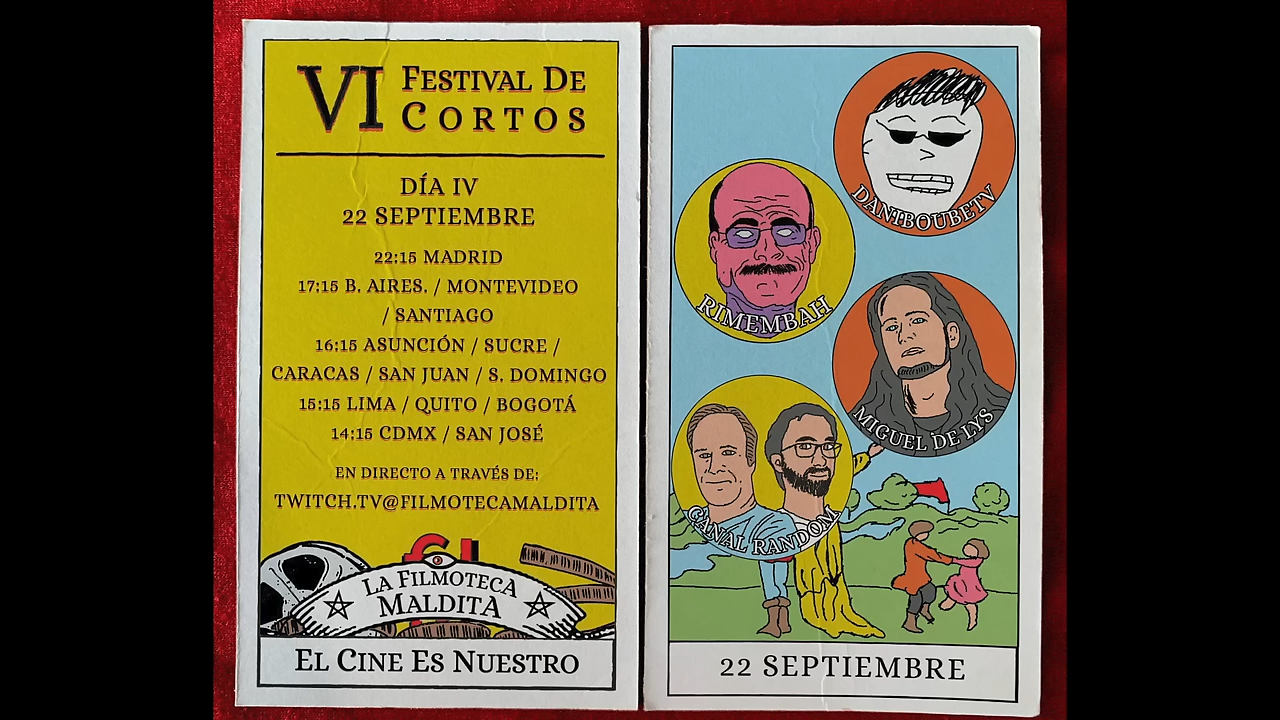 VI FESTIVAL DE
CORTOS
DÍA IV
22 SEPTIEMBRE
22:15 MADRID
17:15 B. AIRES. / MONTEVIDEO
/ SANTIAGO
16:15 ASUNCIÓN / SUCRE /
CARACAS / SAN JUAN / S. DOMINGO
15:15 LIMA / QUITO / BOGOTÁ
14:15 CDMX / SAN JOSÉ
EN DIRECTO A TRAVÉS DE:
TWITCH.TV@FILMOTECAMALDITA
LA FILMOTECA
MALDITA
EL CINE ES NUESTRO
DANIBOUBETV
RIMEMBAH
MIGUEL DE LYS
CANAL RANDOM
22 SEPTIEMBRE